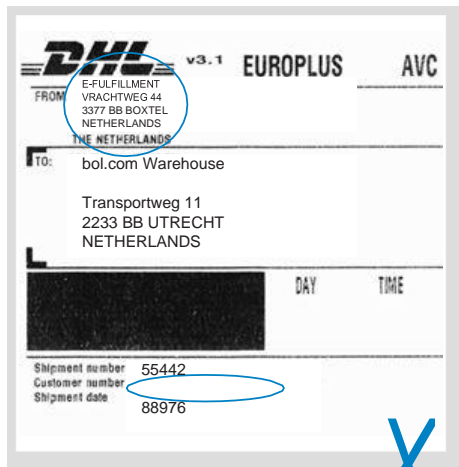 DHL v3.1 EUROPLUS AVC
FROM
E-FULFILLMENT
VRACHTWEG 44
3377 BB BOXTEL
NETHERLANDS
THE NETHERLANDS
TO: bol.com Warehouse
Transportweg 11
2233 BB UTRECHT
NETHERLANDS
DAY TIME
Shipment number 55442
Customer number
Shipment date 88976